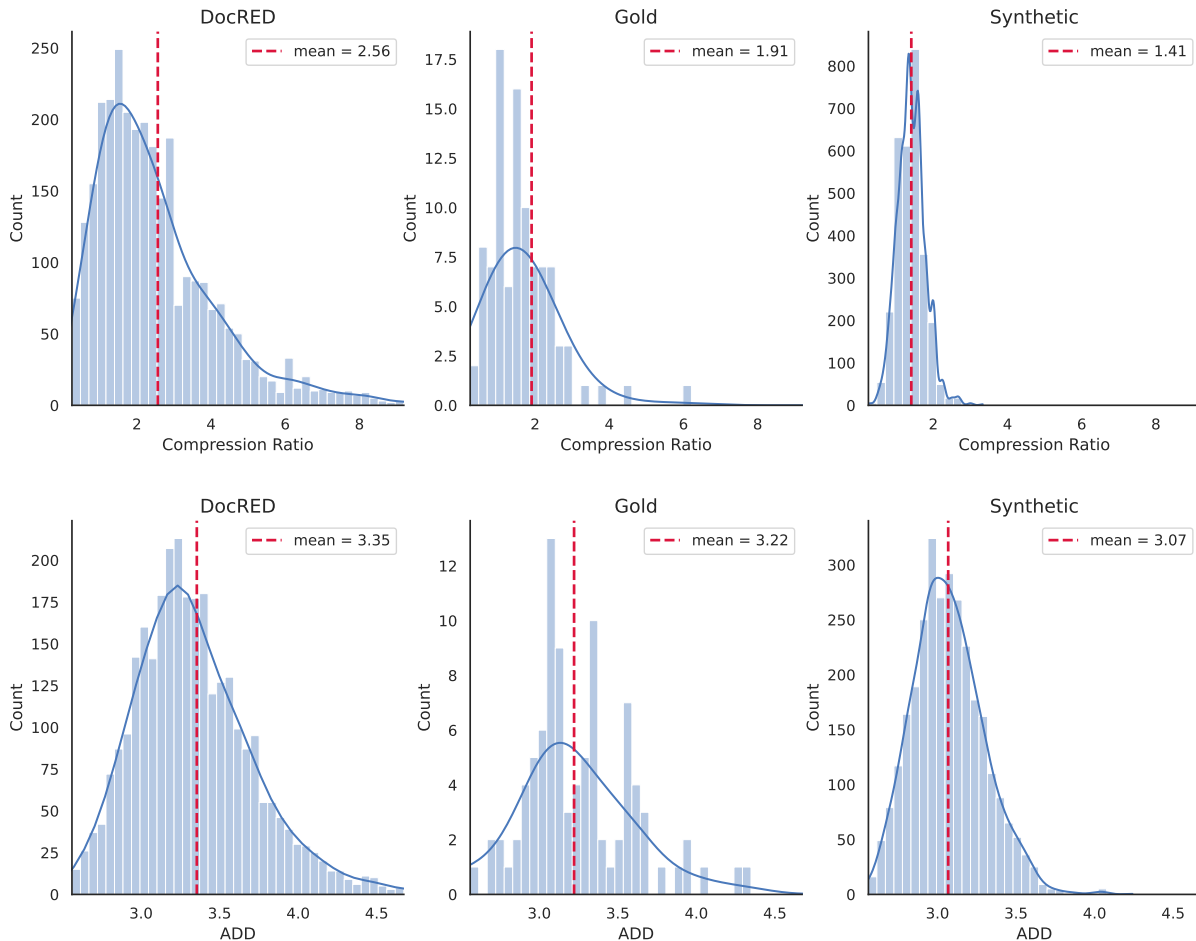 DocRED
Gold
Synthetic
mean = 2.56
mean = 1.91
mean = 1.41
250
200
150
100
50
0
Count
2
4
6
8
Compression Ratio
17.5
15.0
12.5
10.0
7.5
5.0
2.5
0.0
Count
2
4
6
8
Compression Ratio
800
700
600
500
400
300
200
100
0
Count
2
4
6
8
Compression Ratio
DocRED
Gold
Synthetic
mean = 3.35
mean = 3.22
mean = 3.07
200
175
150
125
100
75
50
25
0
Count
3.0
3.5
4.0
4.5
ADD
12
10
8
6
4
2
0
Count
3.0
3.5
4.0
4.5
ADD
300
250
200
150
100
50
0
Count
3.0
3.5
4.0
4.5
ADD